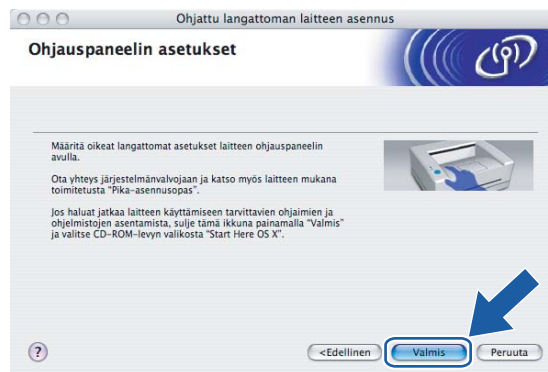 Ohjattu langattoman laitteen asennus
Ohjauspaneelin asetukset
Määritä oikeat langattomat asetukset laitteen ohjauspaneelin
avulla.
Ota yhteys järjestelmänvalvojaan ja katso myös laitteen mukana
toimitetusta "Pika-asennusopas".
Jos haluat jatkaa laitteen käyttämiseen tarvittavien ohjaimien ja
ohjelmistojen asentamista, sulje tämä ikkuna painamalla "Valmis"
ja valitse CD-ROM-levyn valikosta "Start Here OS X".
? <Edellinen Valmis Peruuta